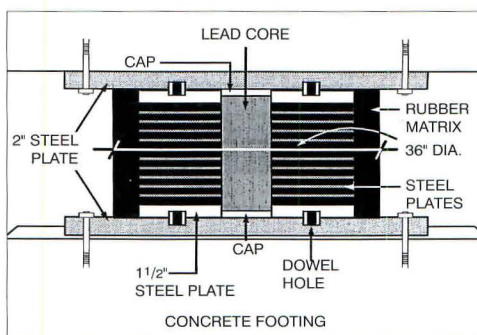 LEAD CORE
CAP
RUBBER
MATRIX
2" STEEL
PLATE
36" DIA.
STEEL
PLATES
CAP
1 1/2"
STEEL PLATE
DOWEL
HOLE
CONCRETE FOOTING